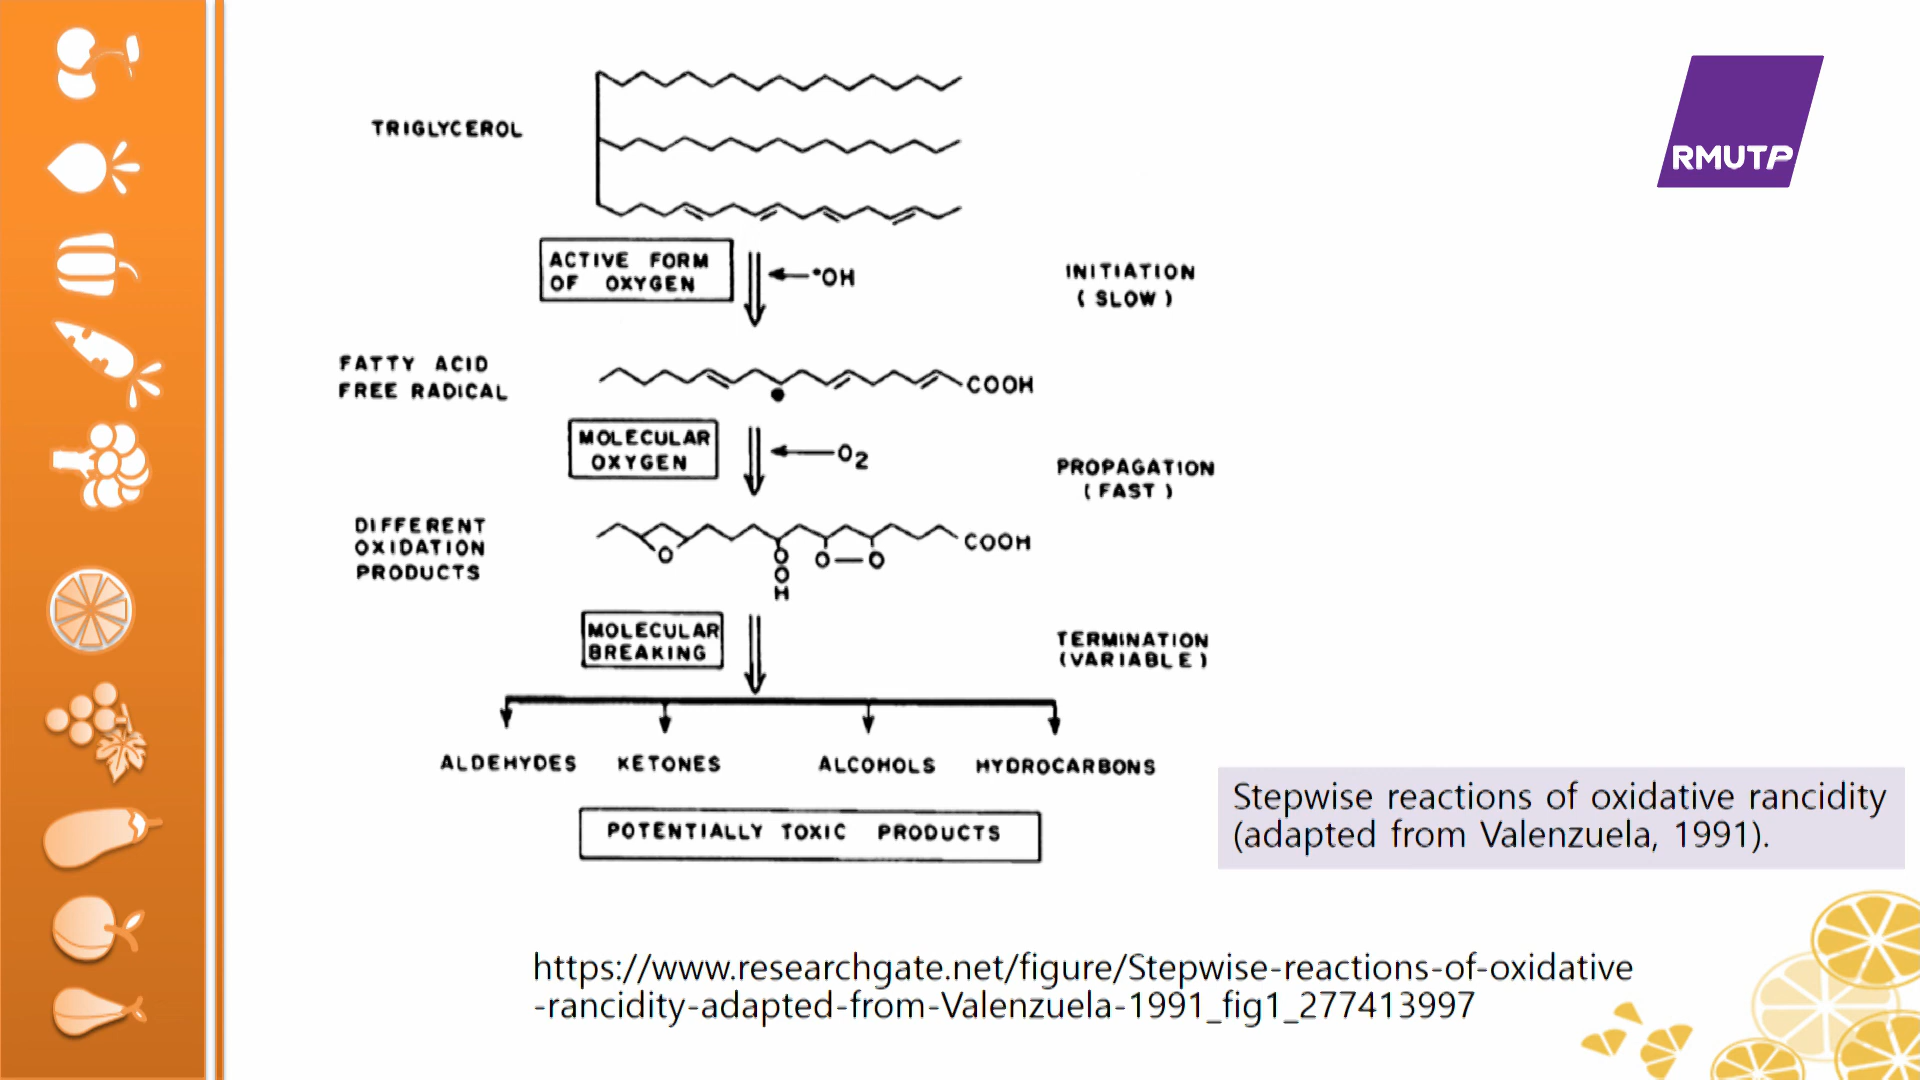 RMUTP
TRIGLYCEROL
ACTIVE FORM
OF OXYGEN
•OH
INITIATION
(SLOW)
FATTY ACID
FREE RADICAL
COOH
MOLECULAR
OXYGEN
O2
PROPAGATION
(FAST)
DIFFERENT
OXIDATION
PRODUCTS
O
O
O
H
O—O
COOH
MOLECULAR
BREAKING
TERMINATION
(VARIABLE)
ALDEHYDES KETONES ALCOHOLS HYDROCARBONS
POTENTIALLY TOXIC PRODUCTS
Stepwise reactions of oxidative rancidity
(adapted from Valenzuela, 1991).
https://www.researchgate.net/figure/Stepwise-reactions-of-oxidative
-rancidity-adapted-from-Valenzuela-1991_fig1_277413997